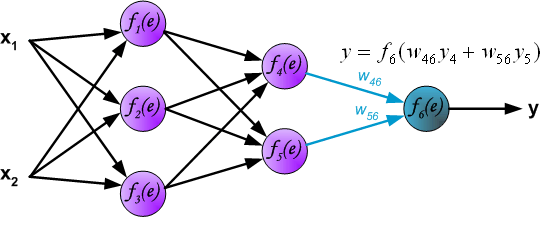 f1(e)
x1
y = f6(w46y4 + w56y5)
f4(e)
w46
f2(e)
f6(e)
y
w56
f5(e)
x2
f3(e)